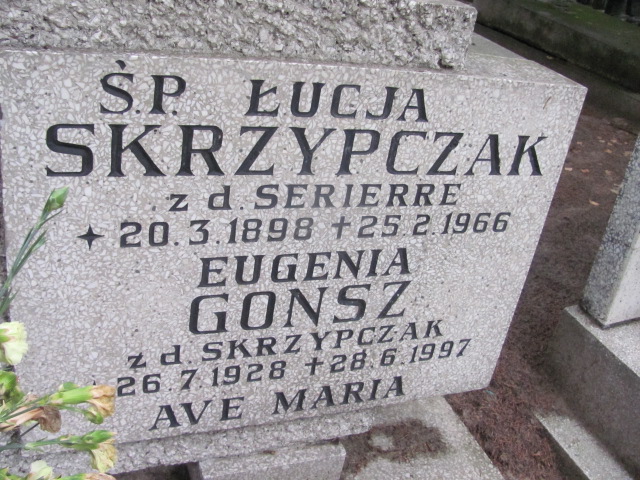 Ś.P. ŁUCJA
SKRZYPCZAK
z d. SERIERRE
20.3.1898 +25.2.1966
EUGENIA
GONSZ
z d. SKRZYPCZAK
26.7.1928 +28.6.1997
AVE MARIA